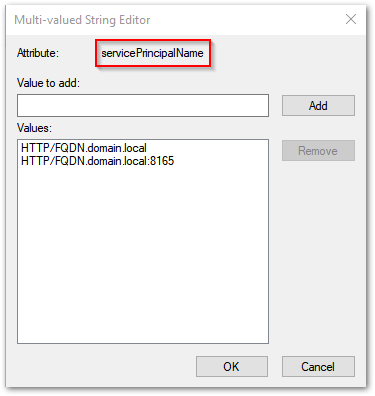 Multi-valued String Editor
Attribute: servicePrincipalName
Value to add:
Add
Values:
HTTP/FQDN.domain.local
HTTP/FQDN.domain.local:8165
Remove
OK Cancel